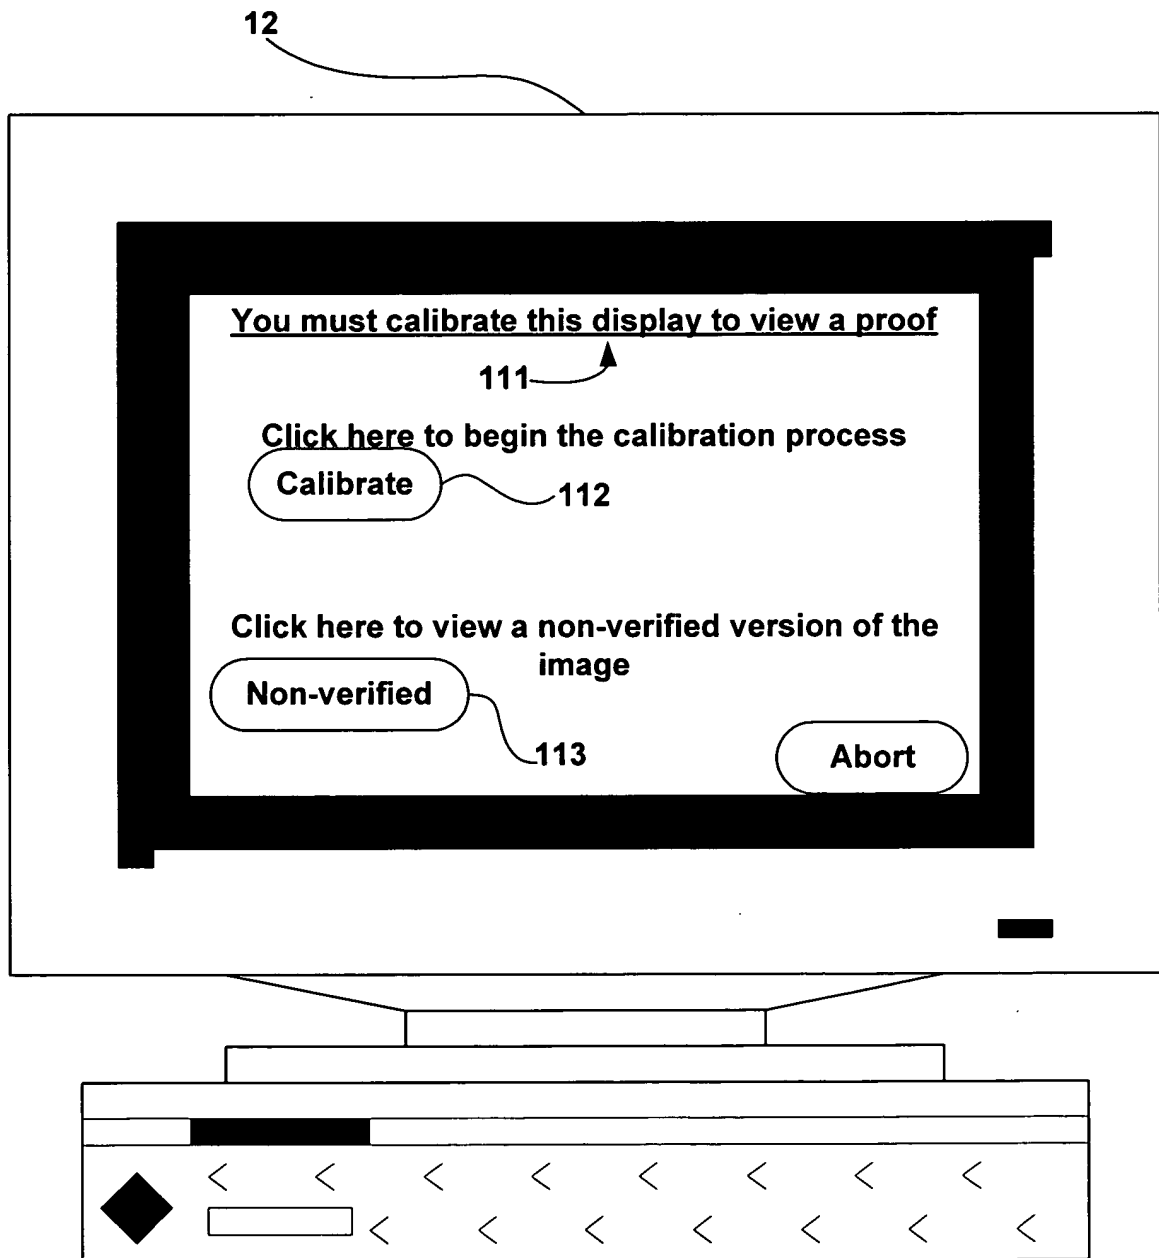 12
You must calibrate this display to view a proof
111
Click here to begin the calibration process
Calibrate
112
Click here to view a non-verified version of the
image
Non-verified
113
Abort